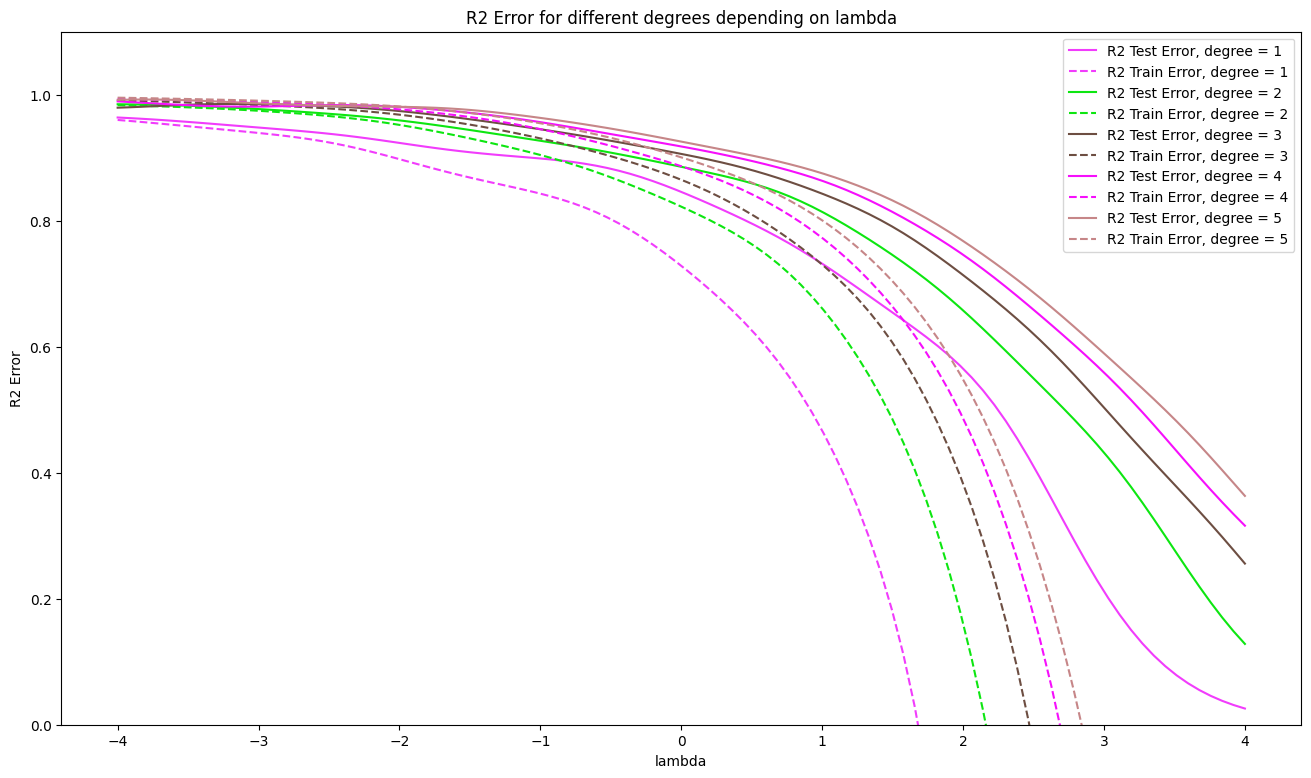 R2 Error for different degrees depending on lambda
R2 Test Error, degree = 1
R2 Train Error, degree = 1
R2 Test Error, degree = 2
R2 Train Error, degree = 2
R2 Test Error, degree = 3
R2 Train Error, degree = 3
R2 Test Error, degree = 4
R2 Train Error, degree = 4
R2 Test Error, degree = 5
R2 Train Error, degree = 5
R2 Error
1.0
0.8
0.6
0.4
0.2
0.0
−4
−3
−2
−1
0
1
2
3
4
lambda